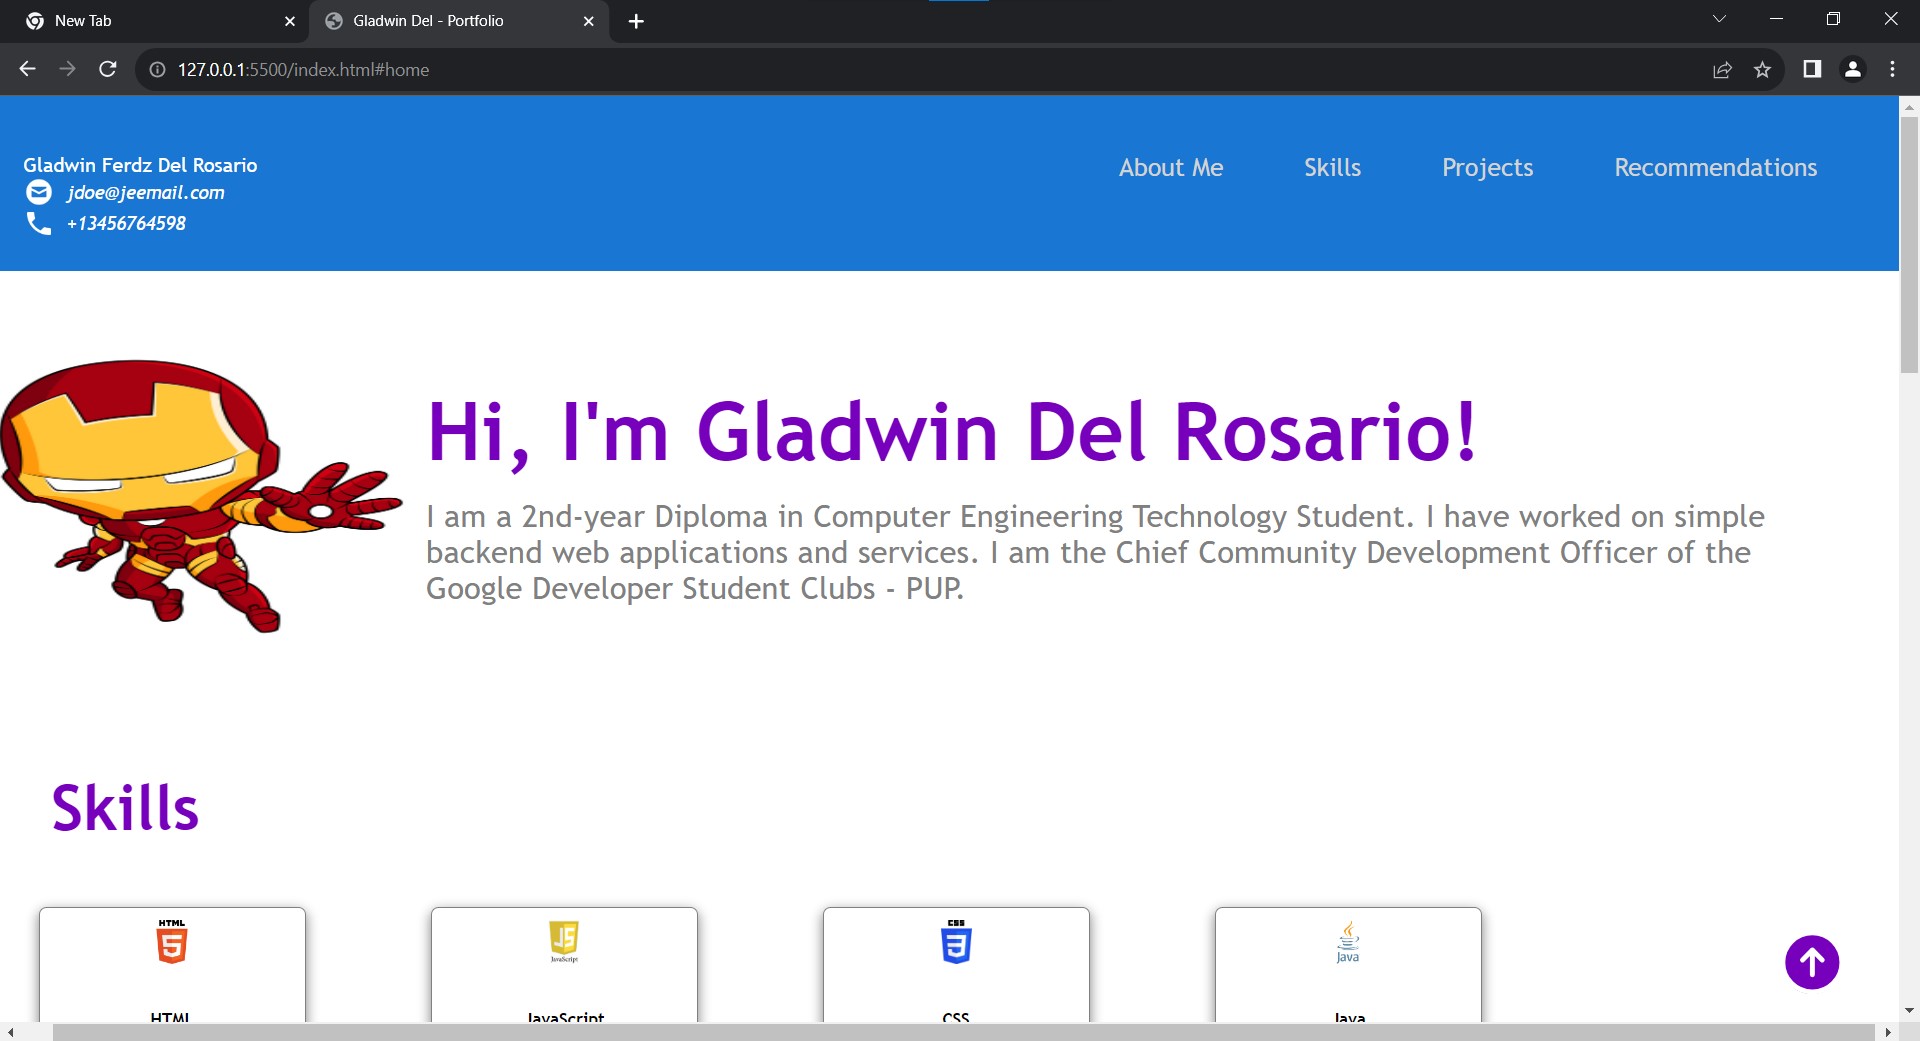 New Tab
Gladwin Del - Portfolio
127.0.0.1:5500/index.html#home
Gladwin Ferdz Del Rosario
jdoe@jeemail.com
+13456764598
About Me
Skills
Projects
Recommendations
Hi, I'm Gladwin Del Rosario!
I am a 2nd-year Diploma in Computer Engineering Technology Student. I have worked on simple
backend web applications and services. I am the Chief Community Development Officer of the
Google Developer Student Clubs - PUP.
Skills
HTML
5
JS
JavaScript
CSS
3
Java
HTML
JavaScript
CSS
Java